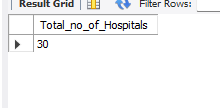 Result Grid Filter Rows:
Total_no_of_Hospitals
30